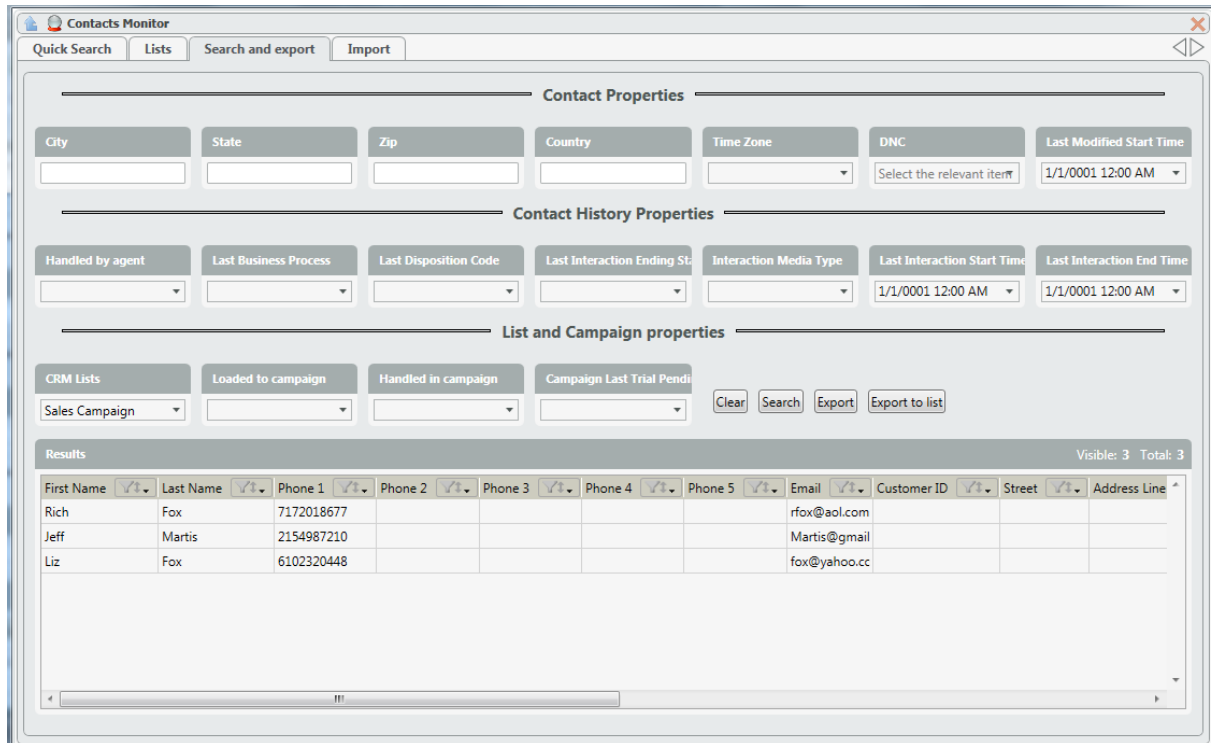 Contacts Monitor
Quick Search Lists Search and export Import
Contact Properties
City State Zip Country Time Zone DNC Last Modified Start Time
Select the relevant item 1/1/0001 12:00 AM
Contact History Properties
Handled by agent Last Business Process Last Disposition Code Last Interaction Ending Sta Interaction Media Type Last Interaction Start Time Last Interaction End Time
1/1/0001 12:00 AM 1/1/0001 12:00 AM
List and Campaign properties
CRM Lists Loaded to campaign Handled in campaign Campaign Last Trial Pendi
Sales Campaign Clear Search Export Export to list
Results Visible: 3 Total: 3
First Name Last Name Phone 1 Phone 2 Phone 3 Phone 4 Phone 5 Email Customer ID Street Address Line
Rich Fox 7172018677 rfox@aol.com
Jeff Martis 2154987210 Martis@gmail
Liz Fox 6102320448 fox@yahoo.cc